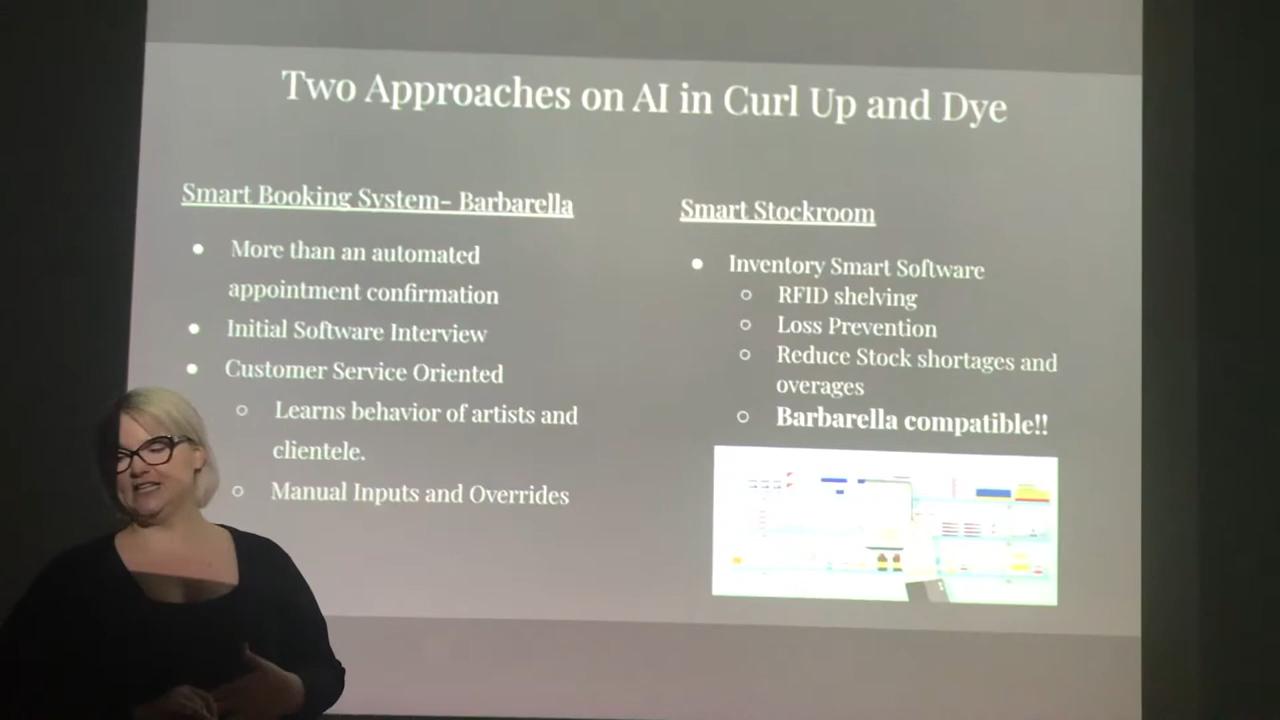 Two Approaches on AI in Curl Up and Dye
Smart Booking System- Barbarella
● More than an automated
appointment confirmation
● Initial Software Interview
● Customer Service Oriented
○ Learns behavior of artists and
clientele.
○ Manual Inputs and Overrides
Smart Stockroom
● Inventory Smart Software
○ RFID shelving
○ Loss Prevention
○ Reduce Stock shortages and
overages
○ Barbarella compatible!!